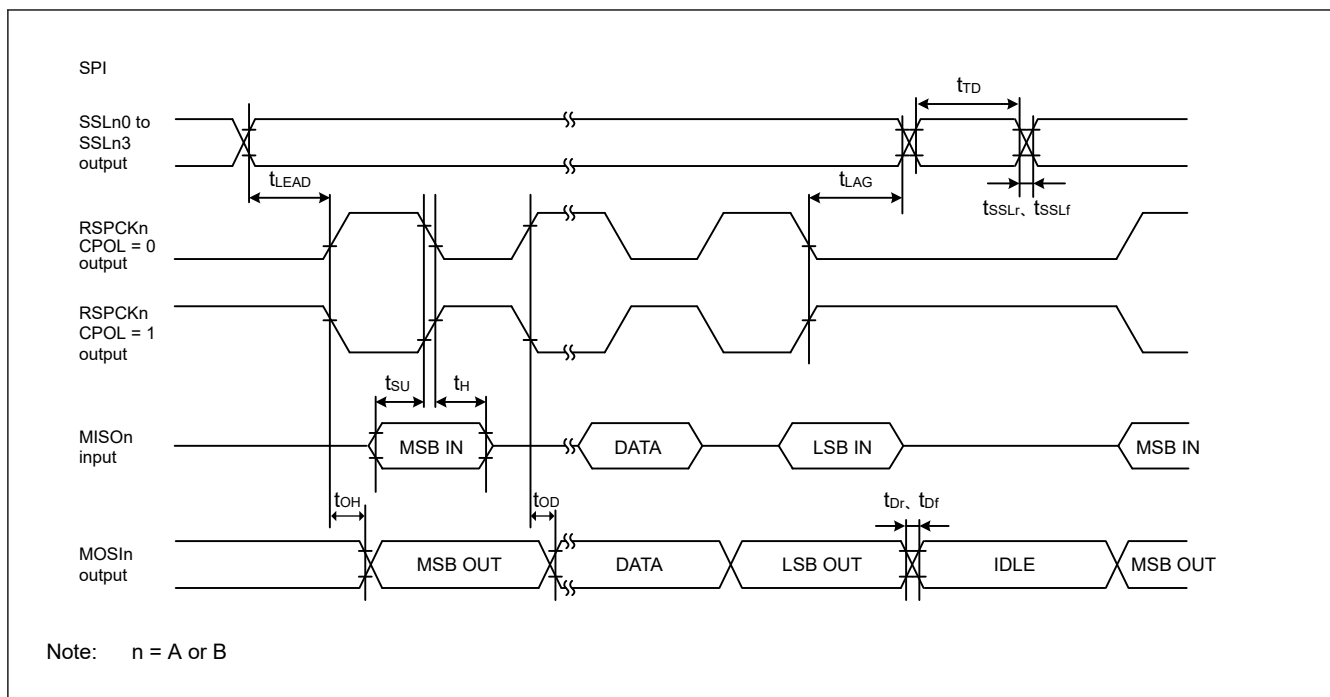 SPI
SSLn0 to
SSLn3
output
tTD
tLEAD
tLAG
tSSLr、tSSLf
RSPCKn
CPOL = 0
output
RSPCKn
CPOL = 1
output
tSU
tH
MISOn
input
MSB IN
DATA
LSB IN
MSB IN
tOH
tOD
tDr、tDf
MOSIn
output
MSB OUT
DATA
LSB OUT
IDLE
MSB OUT
Note: n = A or B